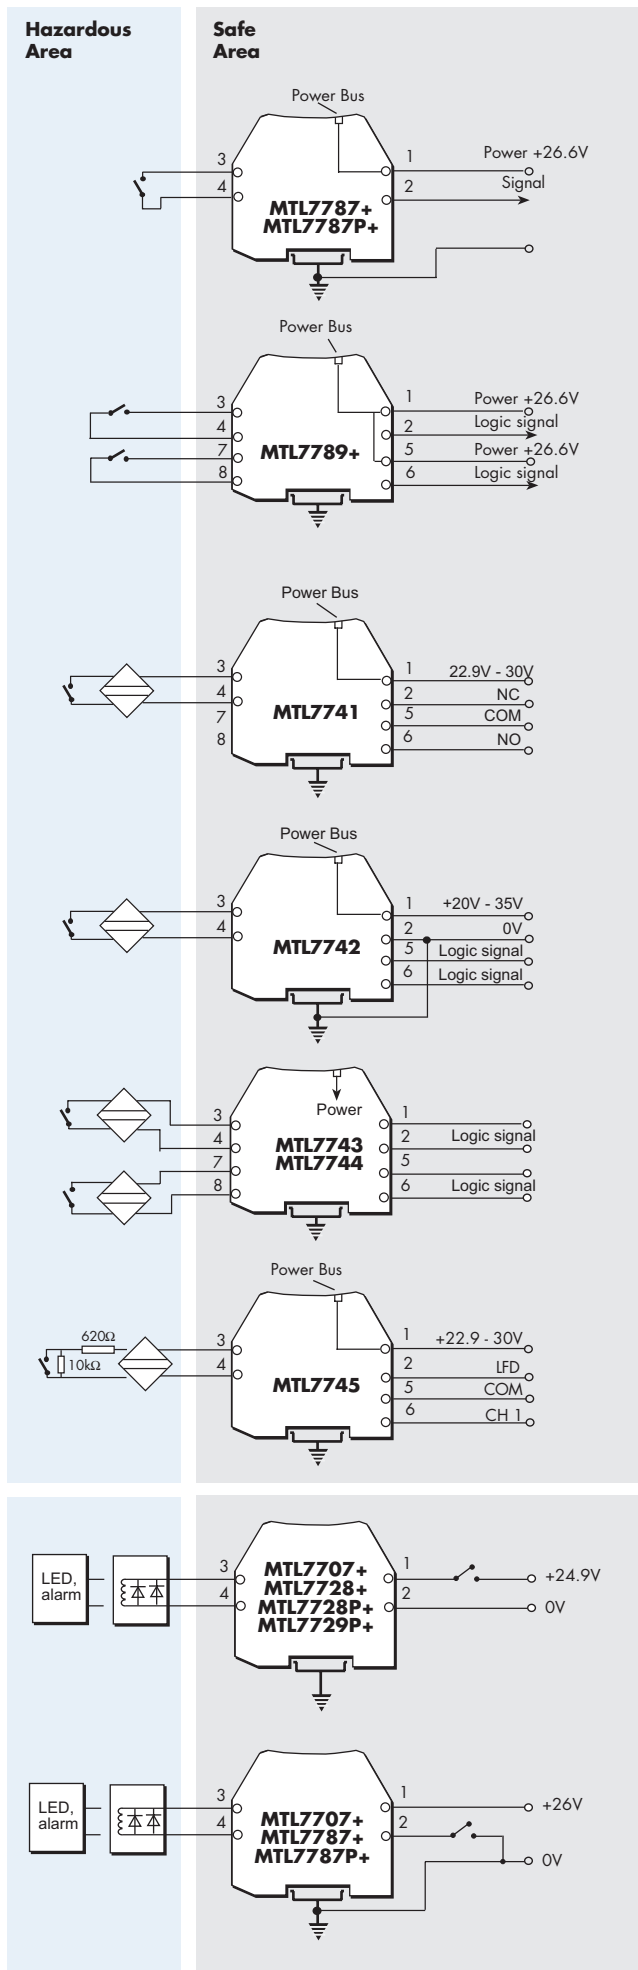 Hazardous
Area
Safe
Area
Power Bus
3
4
MTL7787+
MTL7787P+
1
2
Power +26.6V
Signal
Power Bus
3
4
7
8
MTL7789+
1
2
5
6
Power +26.6V
Logic signal
Power +26.6V
Logic signal
Power Bus
3
4
7
8
MTL7741
1
2
5
6
22.9V - 30V
NC
COM
NO
Power Bus
3
4
MTL7742
1
2
5
6
+20V - 35V
0V
Logic signal
Logic signal
Power
3
4
7
8
MTL7743
MTL7744
1
2
5
6
Logic signal
Logic signal
Power Bus
620Ω
10kΩ
3
4
MTL7745
1
2
5
6
+22.9 - 30V
LFD
COM
CH 1
LED,
alarm
3
4
MTL7707+
MTL7728+
MTL7728P+
MTL7729P+
1
2
+24.9V
0V
LED,
alarm
3
4
MTL7707+
MTL7787+
MTL7787P+
1
2
+26V
0V